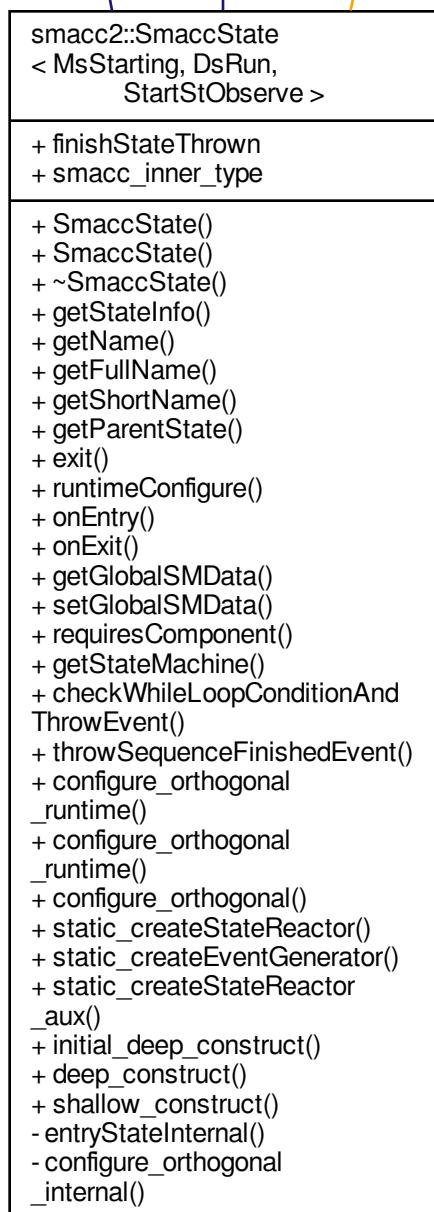 smacc2::SmaccState
< MsStarting, DsRun,
StartStObserve >
+ finishStateThrown
+ smacc_inner_type
+ SmaccState()
+ SmaccState()
+ ~SmaccState()
+ getStateInfo()
+ getName()
+ getFullName()
+ getShortName()
+ getParentState()
+ exit()
+ runtimeConfigure()
+ onEntry()
+ onExit()
+ getGlobalSMData()
+ setGlobalSMData()
+ requiresComponent()
+ getStateMachine()
+ checkWhileLoopConditionAnd
ThrowEvent()
+ throwSequenceFinishedEvent()
+ configure_orthogonal
_runtime()
+ configure_orthogonal
_runtime()
+ configure_orthogonal()
+ static_createStateReactor()
+ static_createEventGenerator()
+ static_createStateReactor
_aux()
+ initial_deep_construct()
+ deep_construct()
+ shallow_construct()
- entryStateInternal()
- configure_orthogonal
_internal()